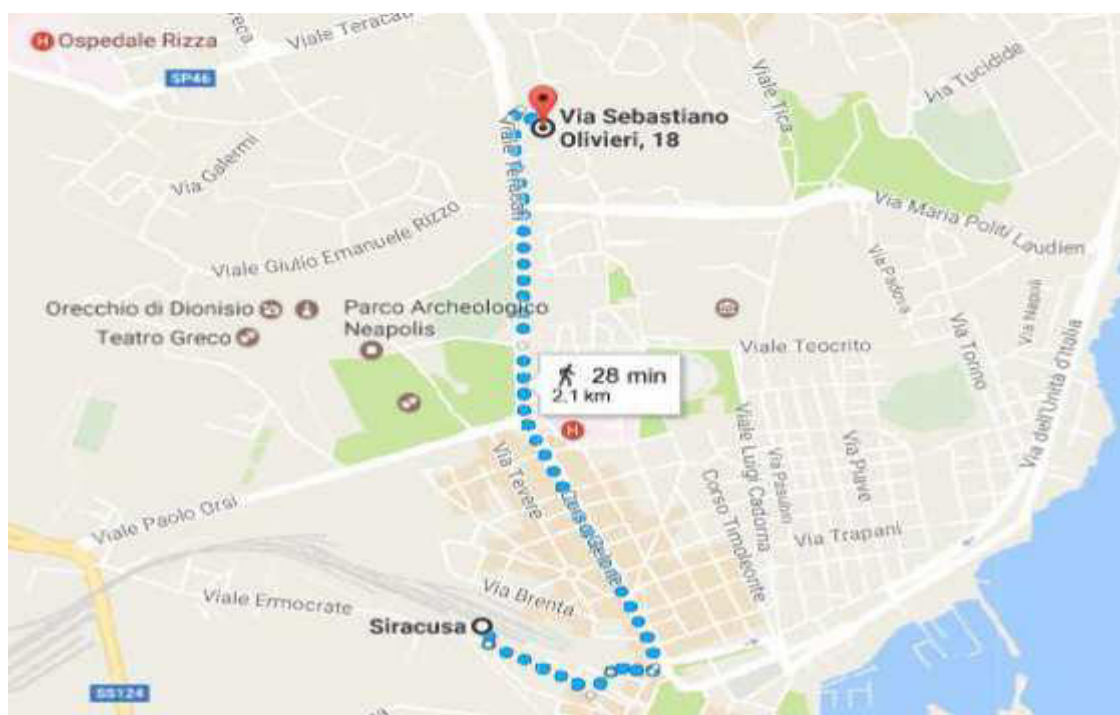 Viale Teracati
H Ospedale Rizza
SP46
Via Tucidide
Viale Tica
Via Sebastiano
Olivieri, 18
Viale Teracati
Via Galermi
Via Maria Politi Laudien
Viale Giulio Emanuele Rizzo
Via Padova
Via Napoli
Orecchio di Dionisio
Parco Archeologico
Neapolis
Teatro Greco
Viale Teocrito
Via Torino
Via dell'Unità d'Italia
28 min
2.1 km
H
Via Tevere
Viale Luigi Cadorna
Via Pasubio
Via Piave
Corso Timoleonte
Viale Paolo Orsi
Via Trapani
Via Brenta
Viale Ermocrate
Siracusa
SS124